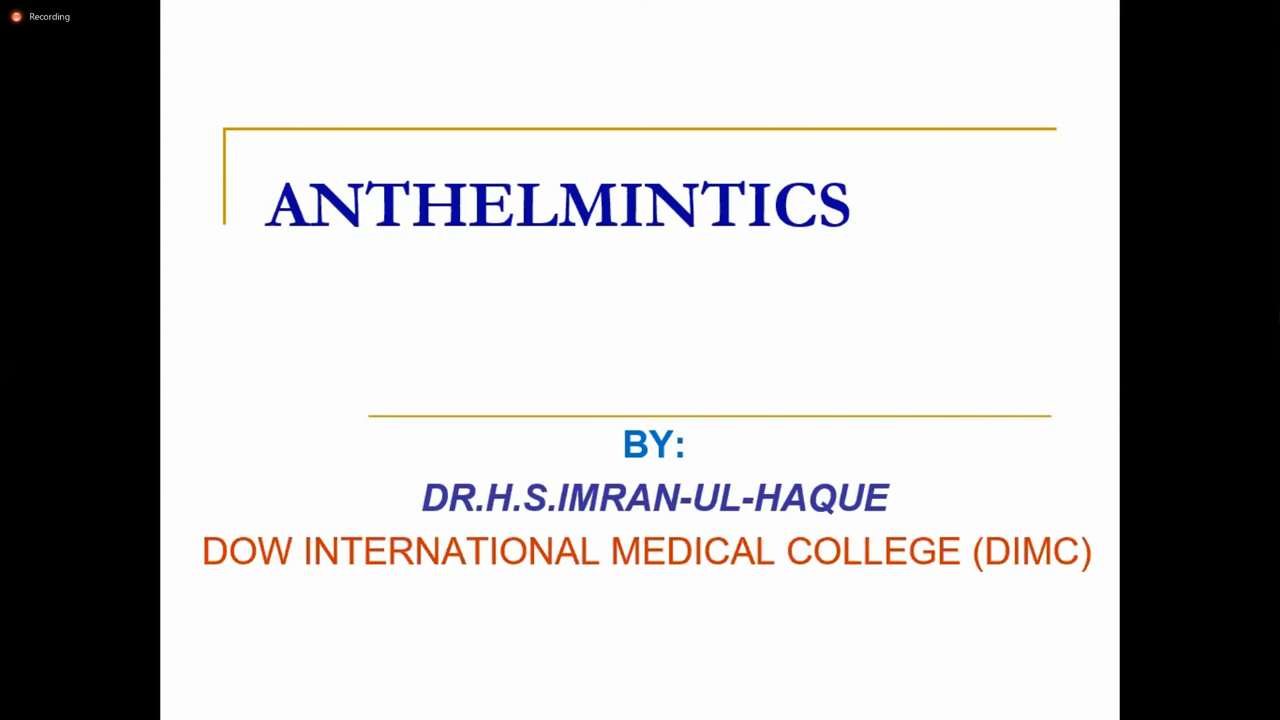 Recording
ANTHELMINTICS
BY:
DR.H.S.IMRAN-UL-HAQUE
DOW INTERNATIONAL MEDICAL COLLEGE (DIMC)